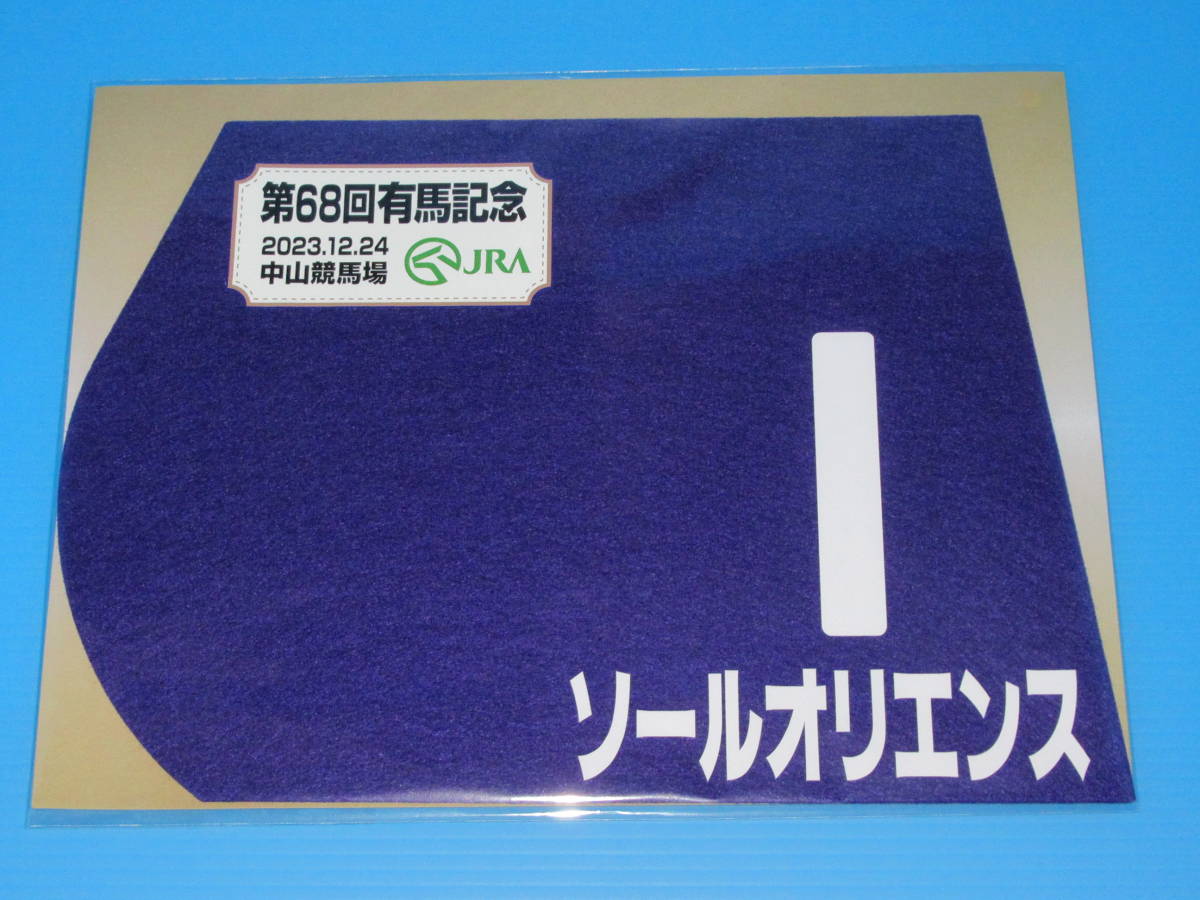 第68回有馬記念
2023.12.24
中山競馬場
JRA
1
ソールオリエンス